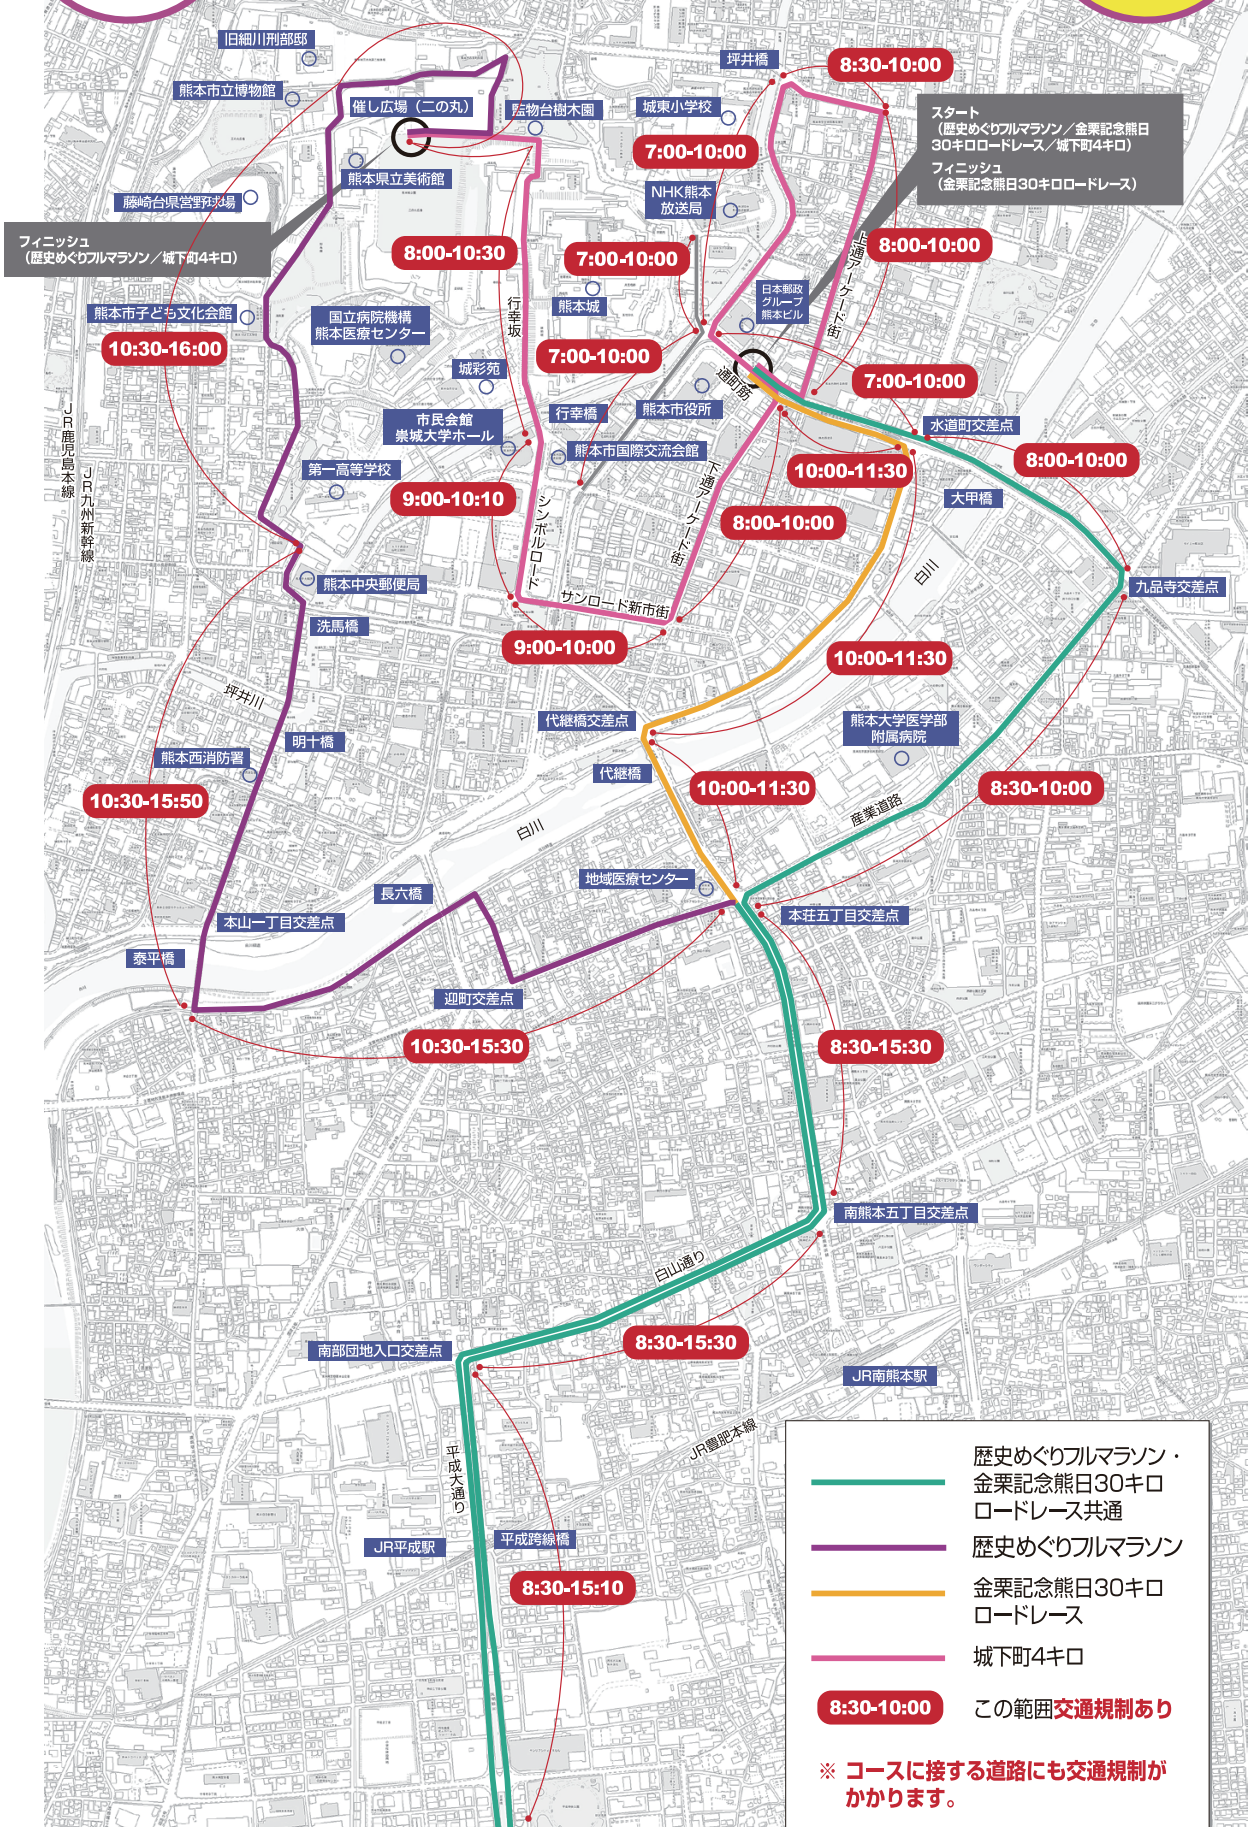 旧細川刑部邸
坪井橋
8:30-10:00
熊本市立博物館
催し広場（二の丸）
監物台樹木園
城東小学校
スタート
（歴史めぐりフルマラソン／金栗記念熊日
30キロロードレース／城下町4キロ）
フィニッシュ
（金栗記念熊日30キロロードレース）
7:00-10:00
熊本県立美術館
NHK熊本
放送局
藤崎台県営野球場
フィニッシュ
（歴史めぐりフルマラソン／城下町4キロ）
8:00-10:30
7:00-10:00
上通アーケード街
8:00-10:00
熊本市子ども文化会館
国立病院機構
熊本医療センター
行幸坂
熊本城
日本郵政
グループ
熊本ビル
10:30-16:00
7:00-10:00
城彩苑
通町筋
7:00-10:00
JR鹿児島本線
市民会館
崇城大学ホール
行幸橋
熊本市役所
水道町交差点
熊本市国際交流会館
JR九州新幹線
第一高等学校
下通アーケード街
10:00-11:30
8:00-10:00
9:00-10:10
シンボルロード
大甲橋
8:00-10:00
白川
熊本中央郵便局
サンロード新市街
九品寺交差点
洗馬橋
9:00-10:00
10:00-11:30
坪井川
代継橋交差点
熊本大学医学部
附属病院
明十橋
熊本西消防署
代継橋
10:30-15:50
10:00-11:30
8:30-10:00
産業道路
白川
地域医療センター
長六橋
本山一丁目交差点
本荘五丁目交差点
泰平橋
迎町交差点
10:30-15:30
8:30-15:30
南熊本五丁目交差点
白山通り
南部団地入口交差点
8:30-15:30
JR南熊本駅
JR豊肥本線
平成大通り
JR平成駅
平成跨線橋
8:30-15:10
歴史めぐりフルマラソン・
金栗記念熊日30キロ
ロードレース共通
歴史めぐりフルマラソン
金栗記念熊日30キロ
ロードレース
城下町4キロ
8:30-10:00
この範囲交通規制あり
※ コースに接する道路にも交通規制が
かかります。